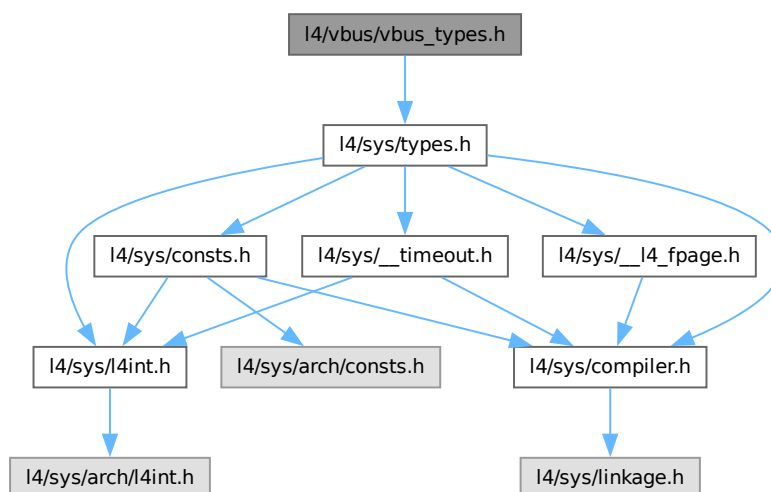 l4/vbus/vbus_types.h
l4/sys/types.h
l4/sys/consts.h
l4/sys/__timeout.h
l4/sys/__l4_fpage.h
l4/sys/l4int.h
l4/sys/arch/consts.h
l4/sys/compiler.h
l4/sys/arch/l4int.h
l4/sys/linkage.h